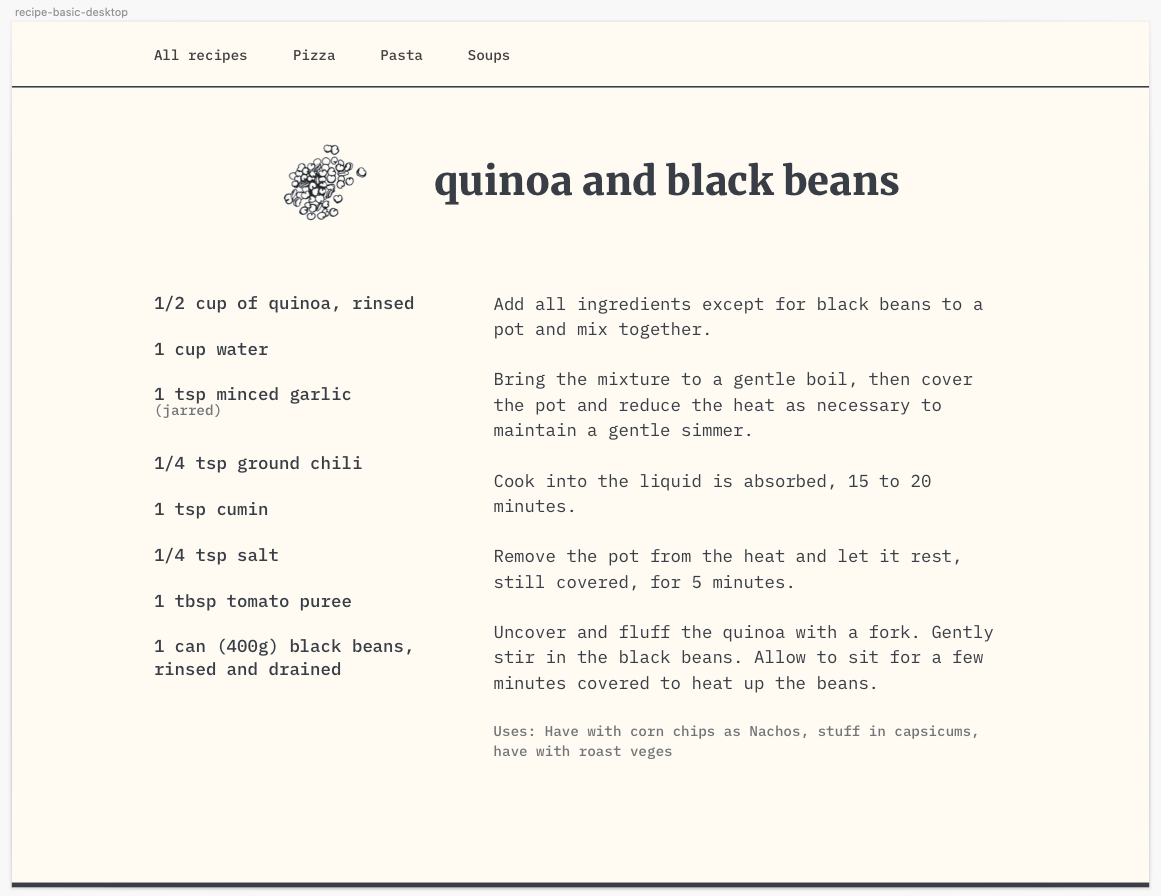 recipe-basic-desktop
All recipes Pizza Pasta Soups
quinoa and black beans
1/2 cup of quinoa, rinsed
1 cup water
1 tsp minced garlic
(jarred)
1/4 tsp ground chili
1 tsp cumin
1/4 tsp salt
1 tbsp tomato puree
1 can (400g) black beans,
rinsed and drained
Add all ingredients except for black beans to a
pot and mix together.
Bring the mixture to a gentle boil, then cover
the pot and reduce the heat as necessary to
maintain a gentle simmer.
Cook into the liquid is absorbed, 15 to 20
minutes.
Remove the pot from the heat and let it rest,
still covered, for 5 minutes.
Uncover and fluff the quinoa with a fork. Gently
stir in the black beans. Allow to sit for a few
minutes covered to heat up the beans.
Uses: Have with corn chips as Nachos, stuff in capsicums,
have with roast veges